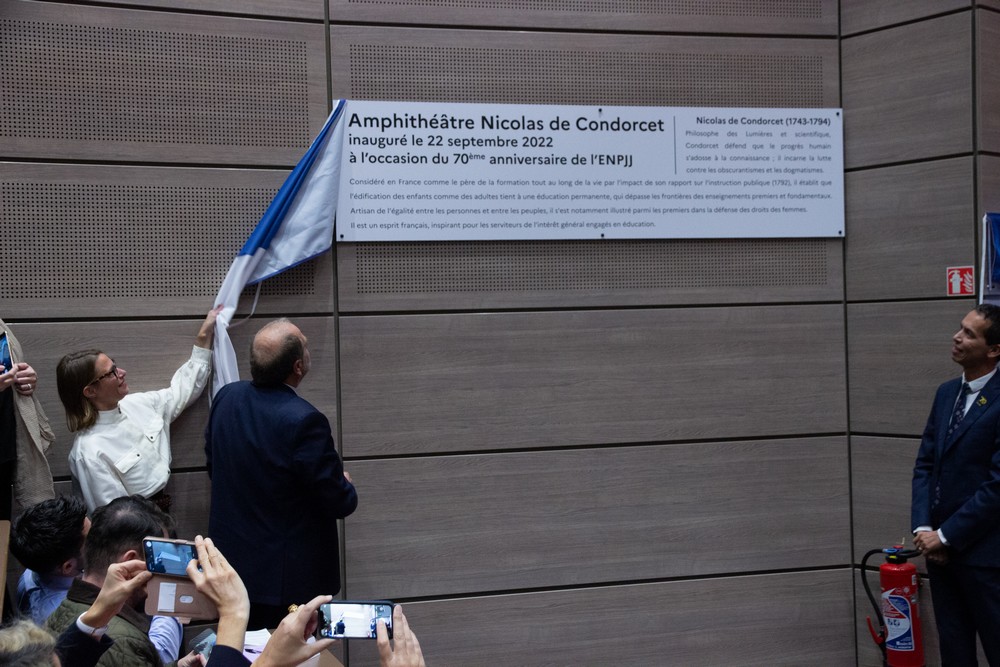 Amphithéâtre Nicolas de Condorcet
inauguré le 22 septembre 2022
à l'occasion du 70ème anniversaire de l'ENPJJ
Nicolas de Condorcet (1743-1794)
Philosophe des Lumières et scientifique,
Condorcet défend que le progrès humain
s'adosse à la connaissance ; il incarne la lutte
contre les obscurantismes et les dogmatismes.
Considéré en France comme le père de la formation tout au long de la vie par l'impact de son rapport sur l'instruction publique (1792), il établit que
l'édification des enfants comme des adultes tient à une éducation permanente, qui dépasse les frontières des enseignements premiers et fondamentaux.
Artisan de l'égalité entre les personnes et entre les peuples, il s'est notamment illustré parmi les premiers dans la défense des droits des femmes.
Il est un esprit français, inspirant pour les serviteurs de l'intérêt général engagés en éducation.